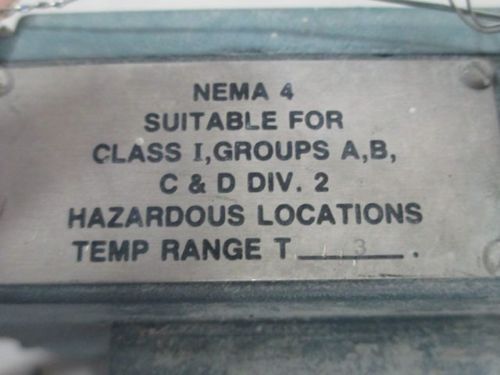 NEMA 4
SUITABLE FOR
CLASS I, GROUPS A,B,
C & D DIV. 2
HAZARDOUS LOCATIONS
TEMP RANGE T___3___.